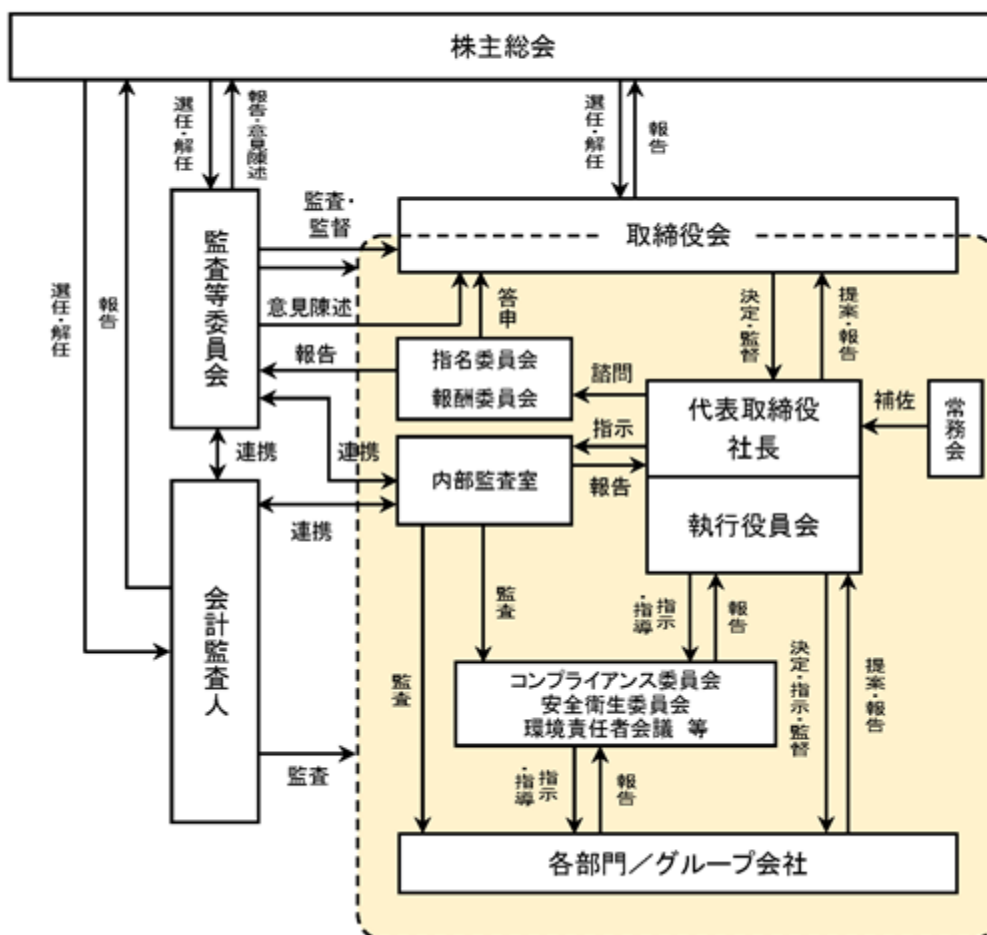 株主総会
選任・解任
報告・意見陳述
選任・解任
報告
監査・
監督
取締役会
監査等委員会
選任・解任
報告
意見陳述
答申
決定・監督
提案・報告
報告
指名委員会
報酬委員会
諮問
代表取締役
社長
補佐
常務会
指示
連携
連携
内部監査室
報告
連携
執行役員会
会計監査人
監査
・指導
指示
報告
監査
コンプライアンス委員会
安全衛生委員会
環境責任者会議 等
決定・指示・監督
提案・報告
監査
・指導
指示
報告
各部門／グループ会社